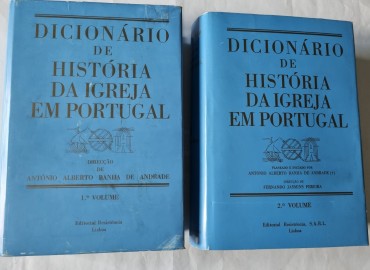 DICIONÁRIO
DE
HISTÓRIA
DA IGREJA
EM PORTUGAL
DIRECÇÃO
DE
ANTÓNIO ALBERTO BANHA DE ANDRADE
1.º VOLUME
Editorial Resistência
Lisboa
DICIONÁRIO
DE
HISTÓRIA
DA IGREJA
EM PORTUGAL
ANTÓNIO ALBERTO BANHA DE ANDRADE (†)
FERNANDO JASMINS PEREIRA
2.º VOLUME
Editorial Resistência S.A.R.L.
Lisboa